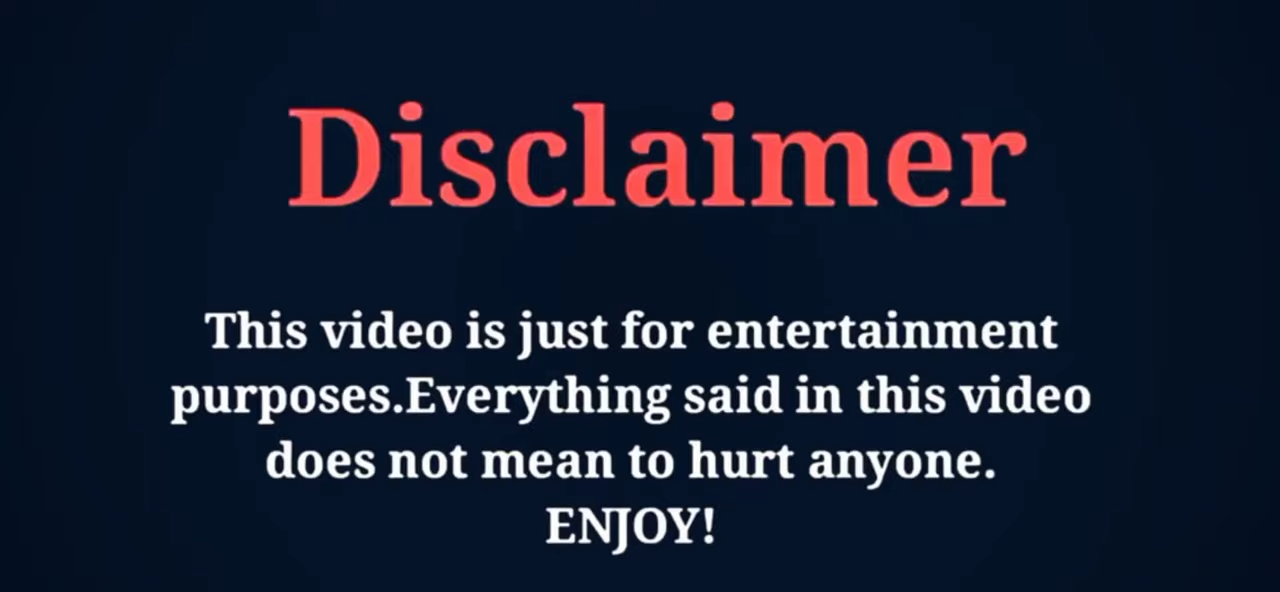 Disclaimer
This video is just for entertainment
purposes.Everything said in this video
does not mean to hurt anyone.
ENJOY!